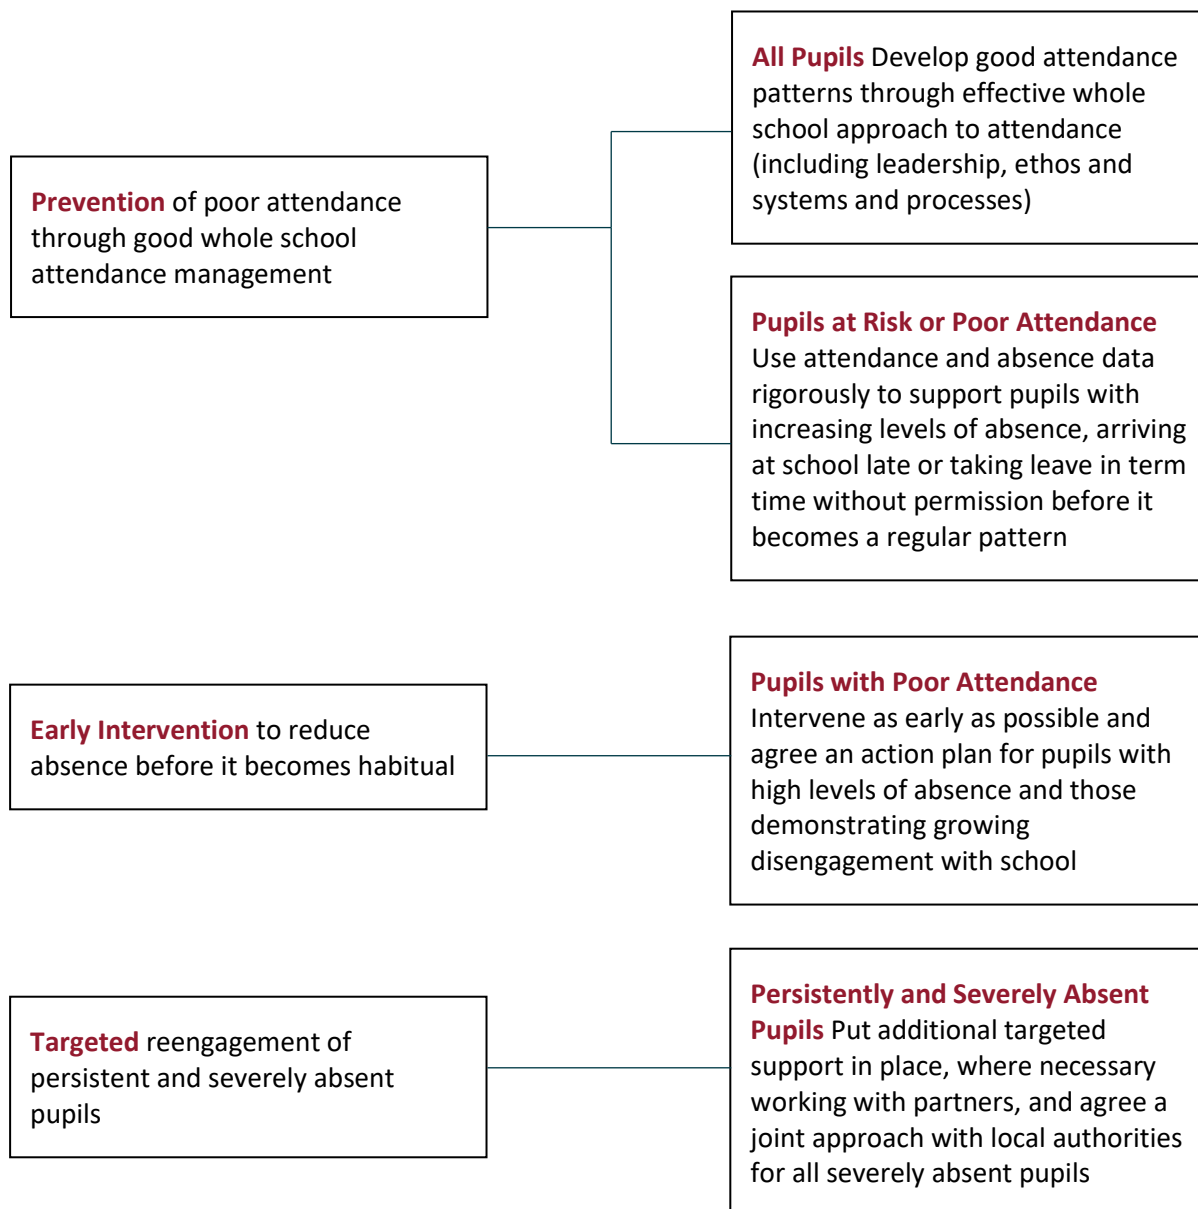 Prevention of poor attendance
through good whole school
attendance management
All Pupils Develop good attendance
patterns through effective whole
school approach to attendance
(including leadership, ethos and
systems and processes)
Pupils at Risk or Poor Attendance
Use attendance and absence data
rigorously to support pupils with
increasing levels of absence, arriving
at school late or taking leave in term
time without permission before it
becomes a regular pattern
Early Intervention to reduce
absence before it becomes habitual
Pupils with Poor Attendance
Intervene as early as possible and
agree an action plan for pupils with
high levels of absence and those
demonstrating growing
disengagement with school
Targeted reengagement of
persistent and severely absent
pupils
Persistently and Severely Absent
Pupils Put additional targeted
support in place, where necessary
working with partners, and agree a
joint approach with local authorities
for all severely absent pupils